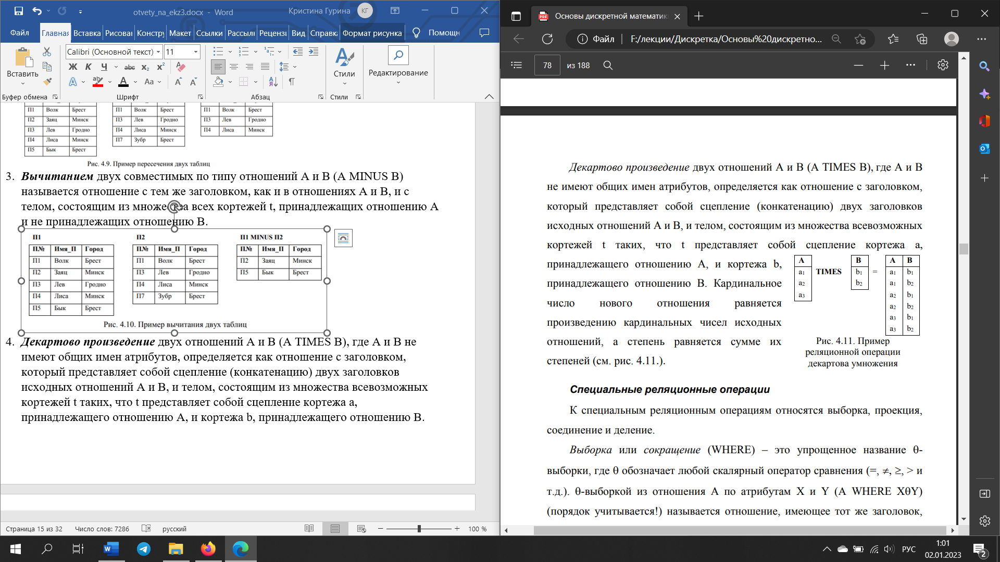 otvety_na_ekz3.docx - Word
Кристина Гурина
КГ
Файл Главная Вставка Рисоваі Констрγ Макет Ссылки Рассылι Рецензι Вид Справкα Формат рисунка Помощн
Calibri (Основной текст) 11
Вставить
Ж К Ч abc x₂ x²
Aa
Стили
Редактирование
Буфер обмена Шрифт Абзац Стили
П1 Волк Брест П1 Волк Брест П1 Волк Брест
П2 Заяц Минск П3 Лев Гродно П3 Лев Гродно
П3 Лев Гродно П4 Лиса Минск П4 Лиса Минск
П4 Лиса Минск П7 Зубр Брест
П5 Бык Брест
Рис. 4.9. Пример пересечения двух таблиц
3. Вычитанием двух совместимых по типу отношений A и B (A MINUS B)
называется отношение с тем же заголовком, как и в отношениях A и B, и с
телом, состоящим из множества всех кортежей t, принадлежащих отношению A
и не принадлежащих отношению B.
П1 П2 П1 MINUS П2
П№ Имя_П Город П№ Имя_П Город П№ Имя_П Город
П1 Волк Брест П1 Волк Брест П2 Заяц Минск
П2 Заяц Минск П3 Лев Гродно П5 Бык Брест
П3 Лев Гродно П4 Лиса Минск
П4 Лиса Минск П7 Зубр Брест
П5 Бык Брест
Рис. 4.10. Пример вычитания двух таблиц
4. Декартово произведение двух отношений A и B (A TIMES B), где A и B не
имеют общих имен атрибутов, определяется как отношение с заголовком,
который представляет собой сцепление (конкатенацию) двух заголовков
исходных отношений A и B, и телом, состоящим из множества всевозможных
кортежей t таких, что t представляет собой сцепление кортежа a,
принадлежащего отношению A, и кортежа b, принадлежащего отношению B.
Страница 15 из 32 Число слов: 7286 русский 100 %
Основы дискретной математик
Файл F:/лекции/Дискретка/Основы%20дискретно...
78 из 188
Декартово произведение двух отношений A и B (A TIMES B), где A и B
не имеют общих имен атрибутов, определяется как отношение с заголовком,
который представляет собой сцепление (конкатенацию) двух заголовков
исходных отношений A и B, и телом, состоящим из множества всевозможных
кортежей t таких, что t представляет собой сцепление кортежа a,
принадлежащего отношению A, и кортежа b,
принадлежащего отношению B. Кардинальное
число нового отношения равняется
произведению кардинальных чисел исходных
отношений, а степень равняется сумме их
степеней (см. рис. 4.11.).
A B A B
a₁ TIMES b₁ = a₁ b₁
a₂ b₂ a₁ b₂
a₃ a₂ b₁
a₂ b₂
a₃ b₁
a₃ b₂
Рис. 4.11. Пример
реляционной операции
декартова умножения
Специальные реляционные операции
К специальным реляционным операциям относятся выборка, проекция,
соединение и деление.
Выборка или сокращение (WHERE) – это упрощенное название θ-
выборки, где θ обозначает любой скалярный оператор сравнения (=, ≠, ≥, > и
т.д.). θ-выборкой из отношения A по атрибутам X и Y (A WHERE XθY)
(порядок учитывается!) называется отношение, имеющее тот же заголовок,
РУС
1:01
02.01.2023
2